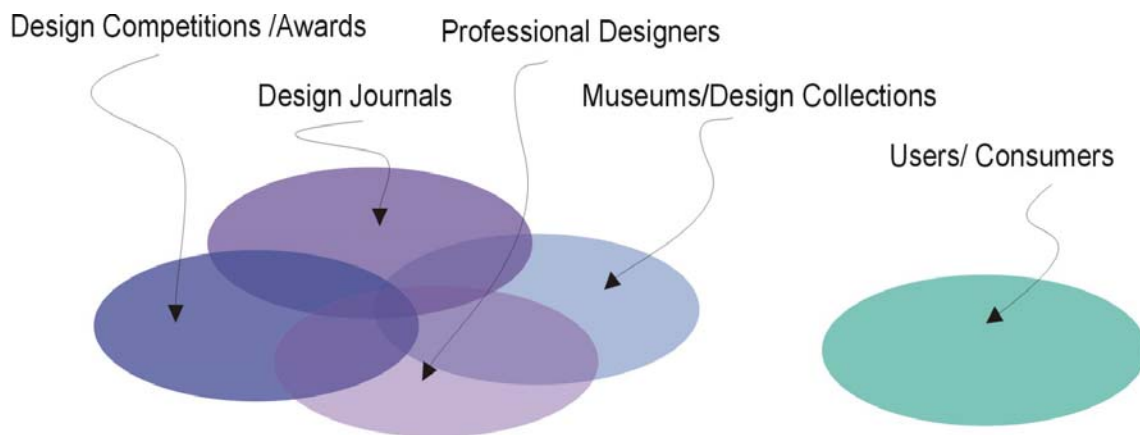 Design Competitions /Awards
Professional Designers
Design Journals
Museums/Design Collections
Users/ Consumers